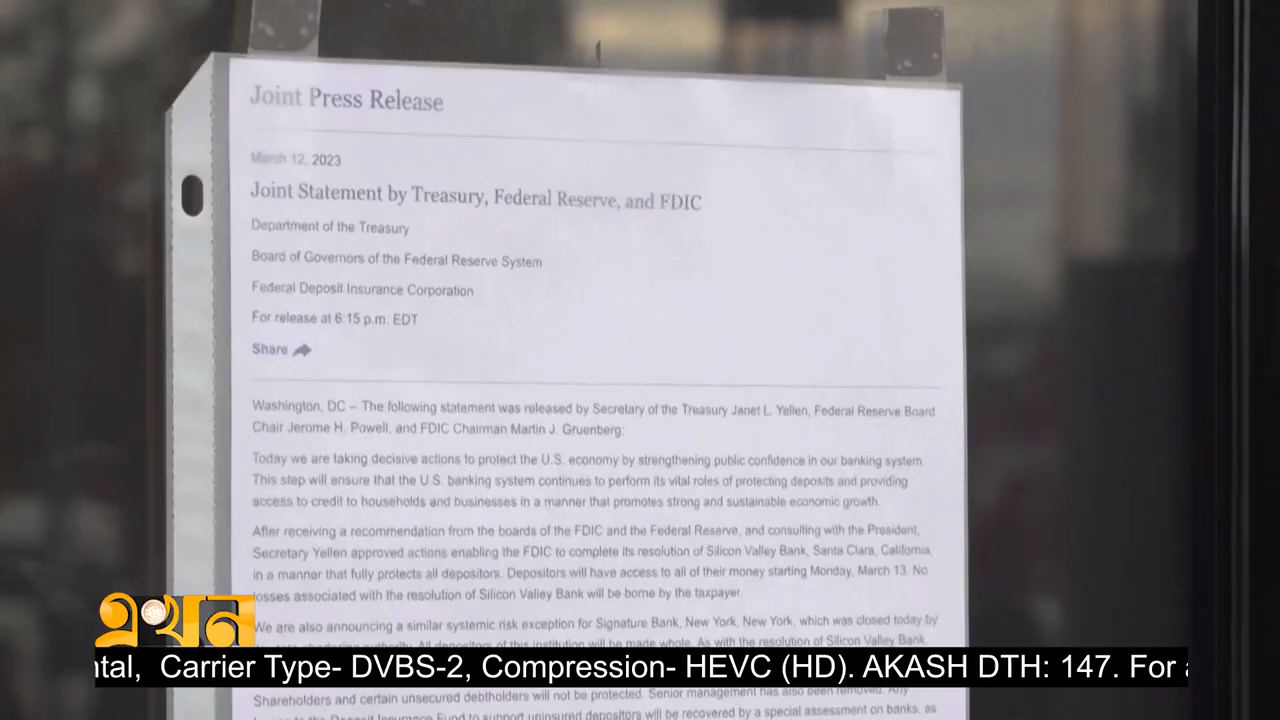 Joint Press Release
March 12, 2023
Joint Statement by Treasury, Federal Reserve, and FDIC
Department of the Treasury
Board of Governors of the Federal Reserve System
Federal Deposit Insurance Corporation
For release at 6:15 p.m. EDT
Share
Washington, DC – The following statement was released by Secretary of the Treasury Janet L. Yellen, Federal Reserve Board
Chair Jerome H. Powell, and FDIC Chairman Martin J. Gruenberg:
Today we are taking decisive actions to protect the U.S. economy by strengthening public confidence in our banking system.
This step will ensure that the U.S. banking system continues to perform its vital roles of protecting deposits and providing
access to credit to households and businesses in a manner that promotes strong and sustainable economic growth.
After receiving a recommendation from the boards of the FDIC and the Federal Reserve, and consulting with the President,
Secretary Yellen approved actions enabling the FDIC to complete its resolution of Silicon Valley Bank, Santa Clara, California,
in a manner that fully protects all depositors. Depositors will have access to all of their money starting Monday, March 13. No
losses associated with the resolution of Silicon Valley Bank will be borne by the taxpayer.
We are also announcing a similar systemic risk exception for Signature Bank, New York, New York, which was closed today by
authority. All depositors of this institution will be made whole. As with the resolution of Silicon Valley Bank,
এখন
ntal, Carrier Type- DVBS-2, Compression- HEVC (HD). AKASH DTH: 147. For a
Shareholders and certain unsecured debtholders will not be protected. Senior management has also been removed. Any
to the Deposit Insurance Fund to support uninsured depositors will be recovered by a special assessment on banks, as